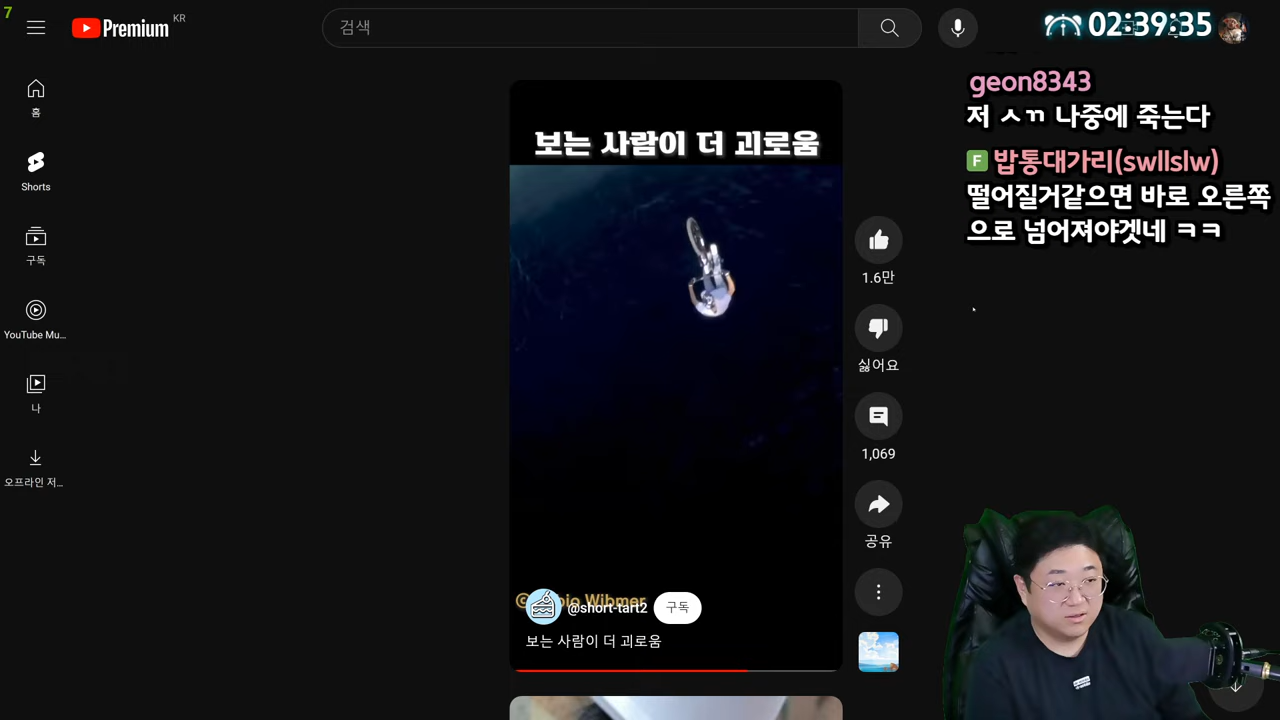 7
Premium
KR
검색
02:39:35
홈
Shorts
구독
YouTube Mu...
나
오프라인 저...
보는 사람이 더 괴로움
1.6만
싫어요
1,069
공유
Wibmer
@short-tart2
구독
보는 사람이 더 괴로움
geon8343
저 ㅅㄲ 나중에 죽는다
F 밥통대가리(swllslw)
떨어질거같으면 바로 오른쪽
으로 넘어져야겟네 ㅋㅋ